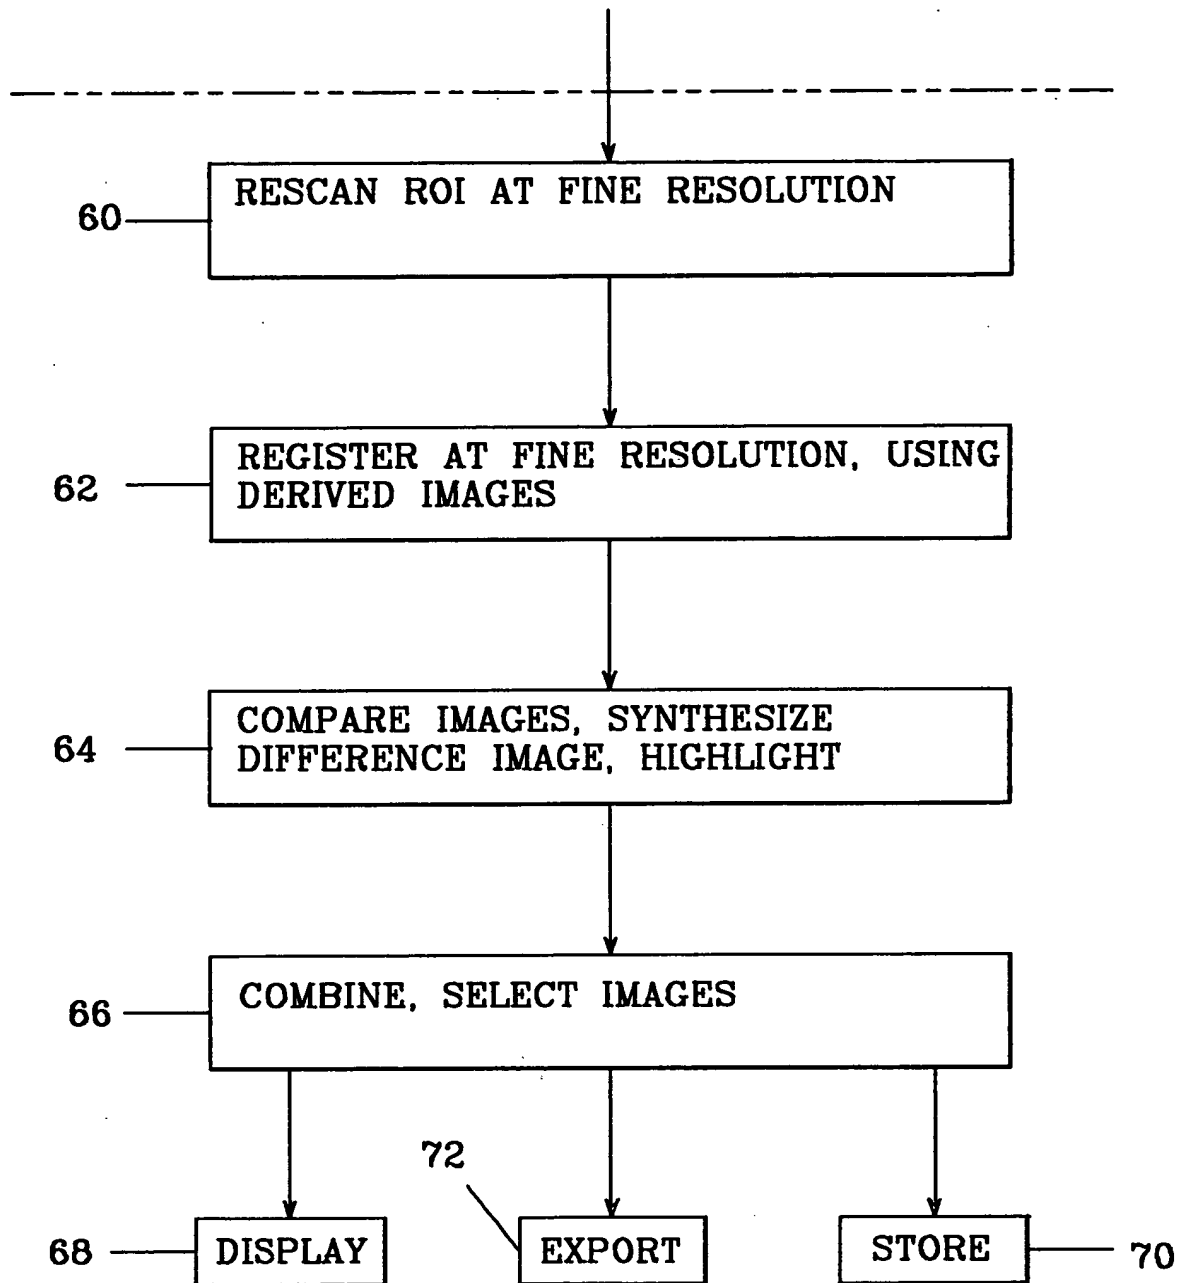 RESCAN ROI AT FINE RESOLUTION
60
REGISTER AT FINE RESOLUTION, USING
DERIVED IMAGES
62
COMPARE IMAGES, SYNTHESIZE
DIFFERENCE IMAGE, HIGHLIGHT
64
COMBINE, SELECT IMAGES
66
72
68
DISPLAY
EXPORT
STORE
70